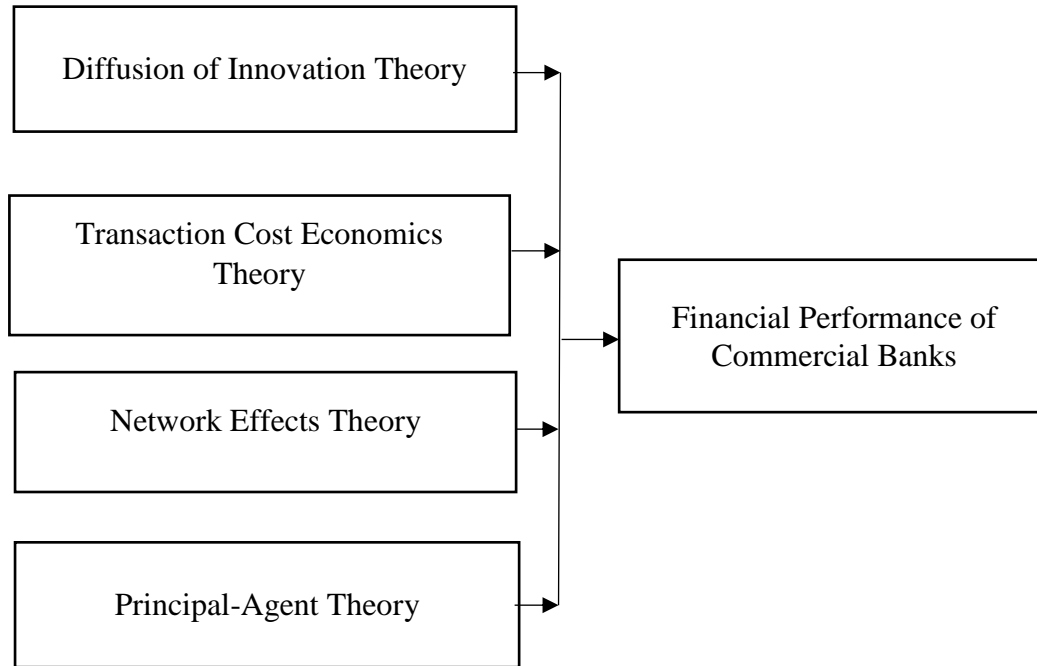 Diffusion of Innovation Theory
Transaction Cost Economics
Theory
Network Effects Theory
Principal-Agent Theory
Financial Performance of
Commercial Banks